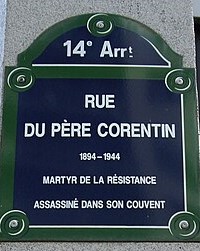 14e Arrt
RUE
DU PÈRE CORENTIN
1894-1944
MARTYR DE LA RÉSISTANCE
ASSASSINÉ DANS SON COUVENT